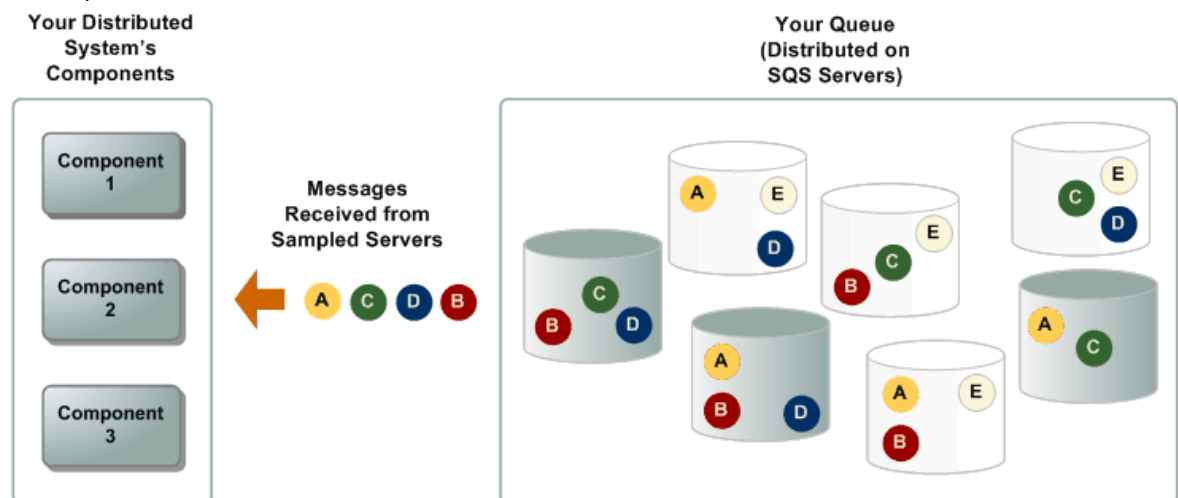 Your Distributed
System's
Components
Component
1
Component
2
Component
3
Messages
Received from
Sampled Servers
A C D B
Your Queue
(Distributed on
SQS Servers)
A E
D
E
C
B
E
C
D
C
B D
A
B D
A E
B
A
C